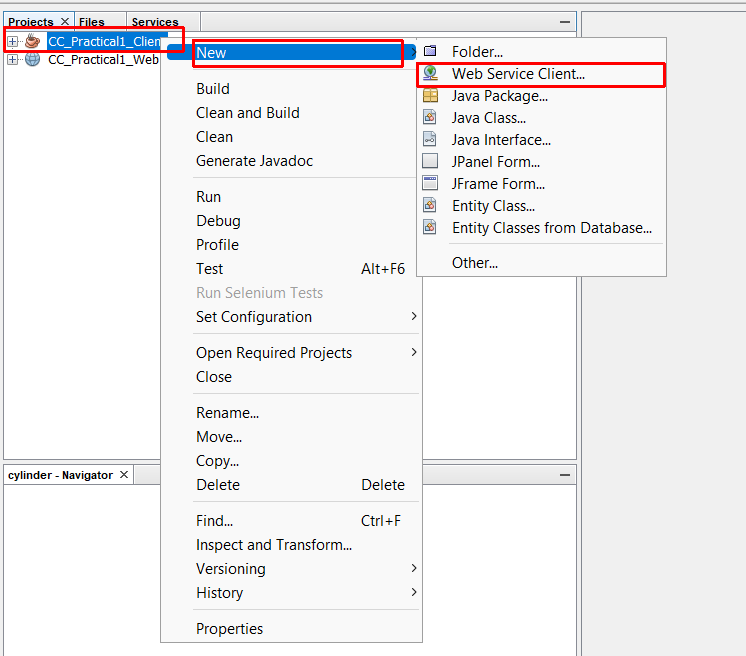 Projects Files Services
CC_Practical1_Clien
CC_Practical1_Web
New
Build
Clean and Build
Clean
Generate Javadoc
Run
Debug
Profile
Test Alt+F6
Run Selenium Tests
Set Configuration
Open Required Projects
Close
Rename...
Move...
Copy...
Delete Delete
Find... Ctrl+F
Inspect and Transform...
Versioning
History
Properties
Folder...
Web Service Client...
Java Package...
Java Class...
Java Interface...
JPanel Form...
JFrame Form...
Entity Class...
Entity Classes from Database...
Other...
cylinder - Navigator